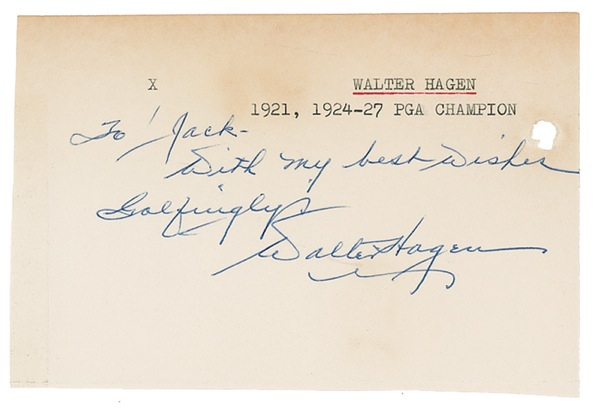 X WALTER HAGEN
1921, 1924-27 PGA CHAMPION
To Jack-
With my best wishes
Golfingly
Walter Hagen